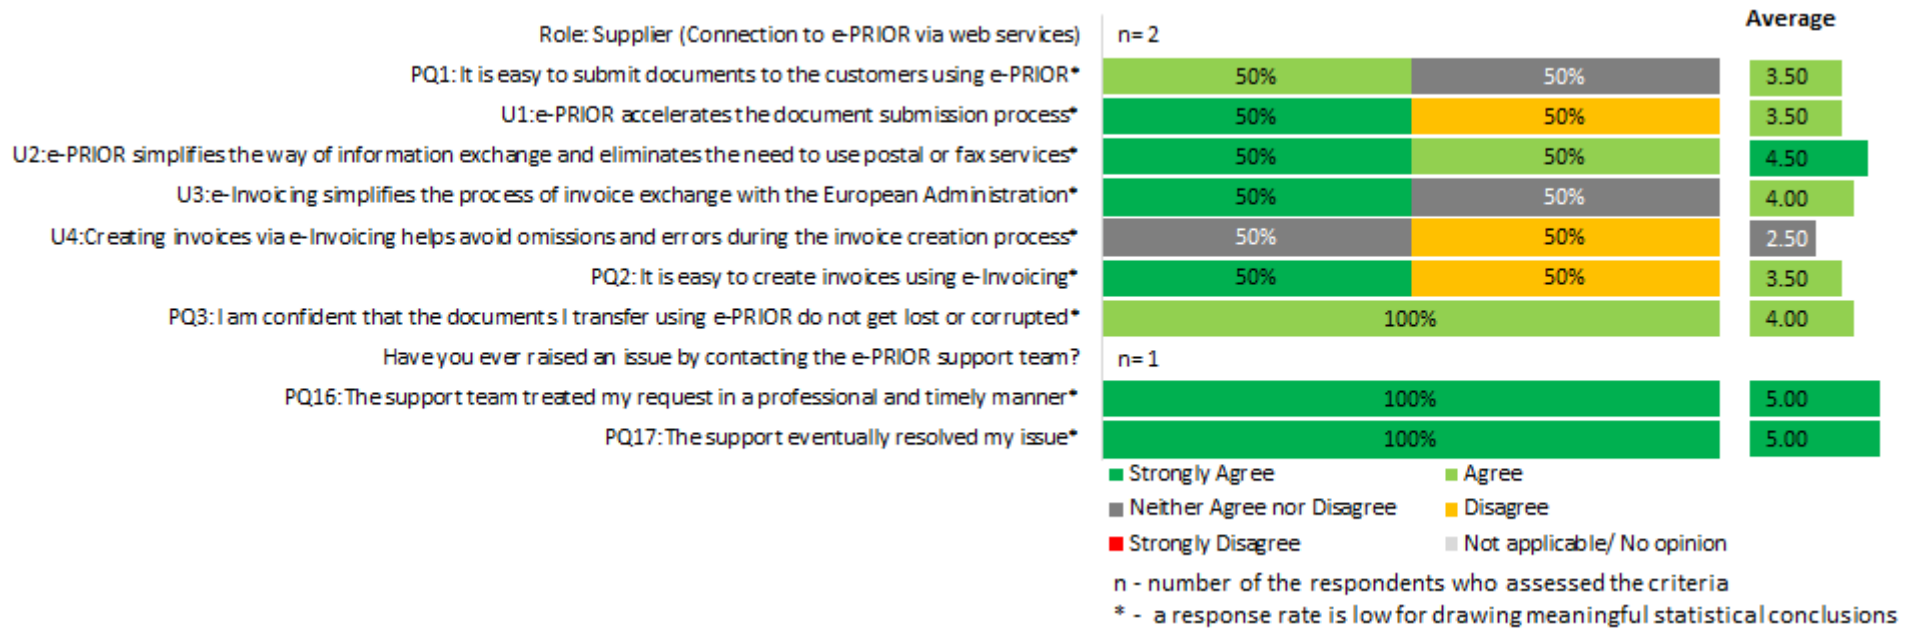 Average
Role: Supplier (Connection to e-PRIOR via web services) n= 2
PQ1: It is easy to submit documents to the customers using e-PRIOR* 50% 50% 3.50
U1:e-PRIOR accelerates the document submission process* 50% 50% 3.50
U2:e-PRIOR simplifies the way of information exchange and eliminates the need to use postal or fax services* 50% 50% 4.50
U3:e-Invoicing simplifies the process of invoice exchange with the European Administration* 50% 50% 4.00
U4:Creating invoices via e-Invoicing helps avoid omissions and errors during the invoice creation process* 50% 50% 2.50
PQ2: It is easy to create invoices using e-Invoicing* 50% 50% 3.50
PQ3: I am confident that the documents I transfer using e-PRIOR do not get lost or corrupted* 100% 4.00
Have you ever raised an issue by contacting the e-PRIOR support team? n= 1
PQ16: The support team treated my request in a professional and timely manner* 100% 5.00
PQ17: The support eventually resolved my issue* 100% 5.00
Strongly Agree Agree
Neither Agree nor Disagree Disagree
Strongly Disagree Not applicable/ No opinion
n - number of the respondents who assessed the criteria
* - a response rate is low for drawing meaningful statistical conclusions